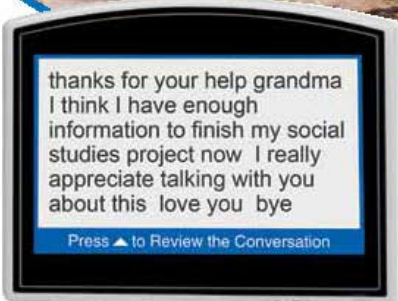 thanks for your help grandma
I think I have enough
information to finish my social
studies project now  I really
appreciate talking with you
about this  love you  bye
Press ▲ to Review the Conversation